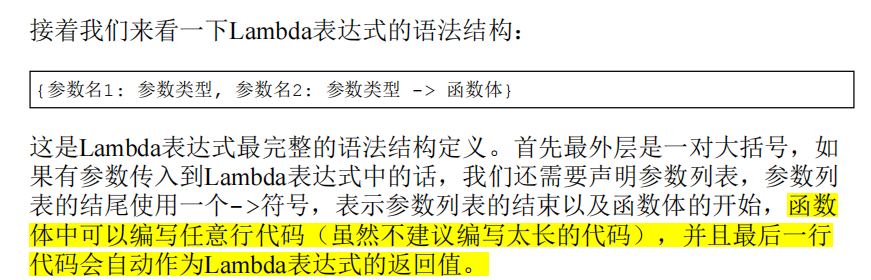 接着我们来看一下Lambda表达式的语法结构：
{参数名1: 参数类型, 参数名2: 参数类型 -> 函数体}
这是Lambda表达式最完整的语法结构定义。首先最外层是一对大括号，如
果有参数传入到Lambda表达式中的话，我们还需要声明参数列表，参数列
表的结尾使用一个->符号，表示参数列表的结束以及函数体的开始，函数
体中可以编写任意行代码（虽然不建议编写太长的代码），并且最后一行
代码会自动作为Lambda表达式的返回值。